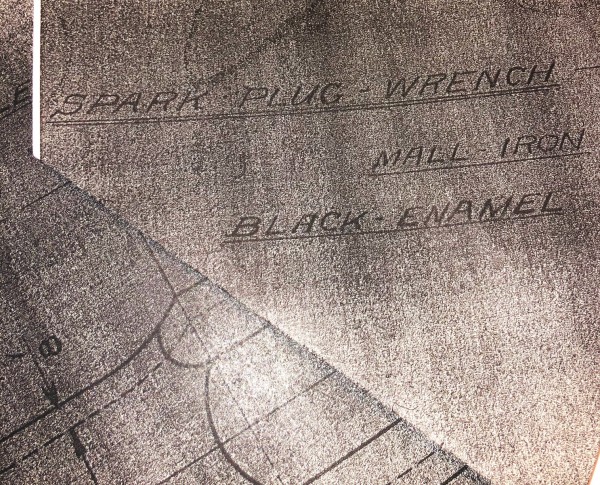 SPARK - PLUG - WRENCH
MALL - IRON
BLACK - ENAMEL